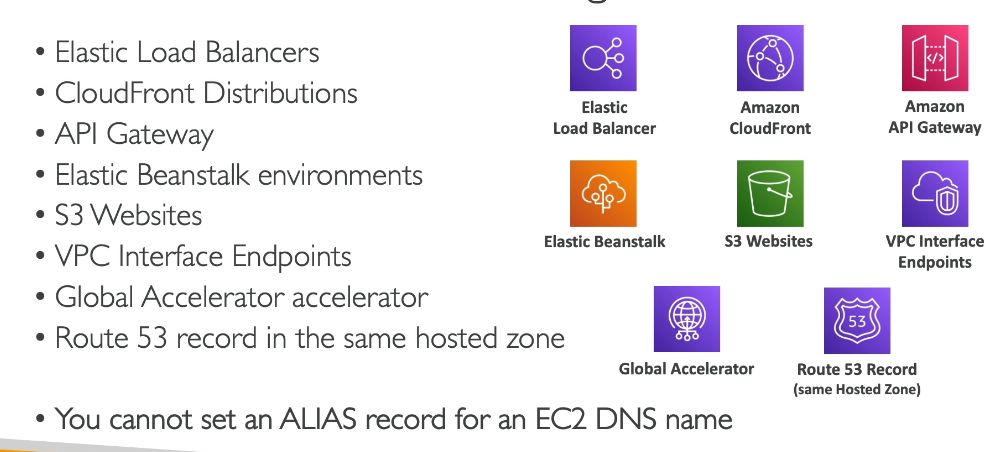 • Elastic Load Balancers
• CloudFront Distributions
• API Gateway
• Elastic Beanstalk environments
• S3 Websites
• VPC Interface Endpoints
• Global Accelerator accelerator
• Route 53 record in the same hosted zone
• You cannot set an ALIAS record for an EC2 DNS name
Elastic
Load Balancer
Amazon
CloudFront
</>
Amazon
API Gateway
Elastic Beanstalk
S3 Websites
VPC Interface
Endpoints
Global Accelerator
53
Route 53 Record
(same Hosted Zone)